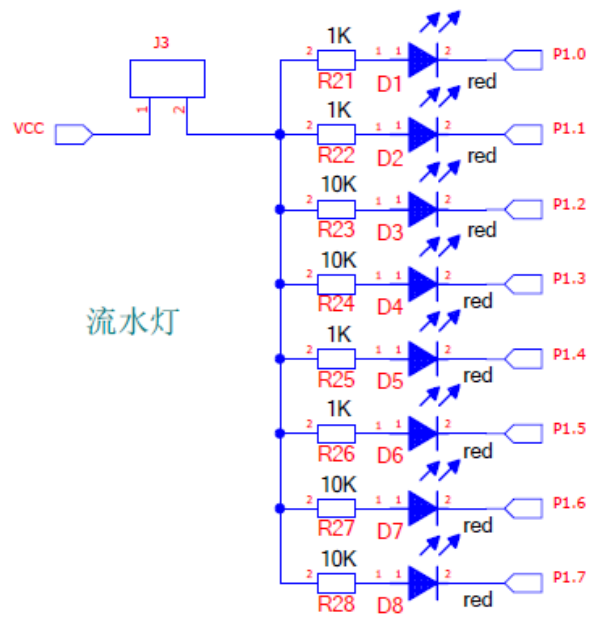 J3
1 2
VCC
流水灯
1K
2 1 1 2 P1.0
R21 D1 red
1K
2 1 1 2 P1.1
R22 D2 red
10K
2 1 1 2 P1.2
R23 D3 red
10K
2 1 1 2 P1.3
R24 D4 red
1K
2 1 1 2 P1.4
R25 D5 red
1K
2 1 1 2 P1.5
R26 D6 red
10K
2 1 1 2 P1.6
R27 D7 red
10K
2 1 1 2 P1.7
R28 D8 red